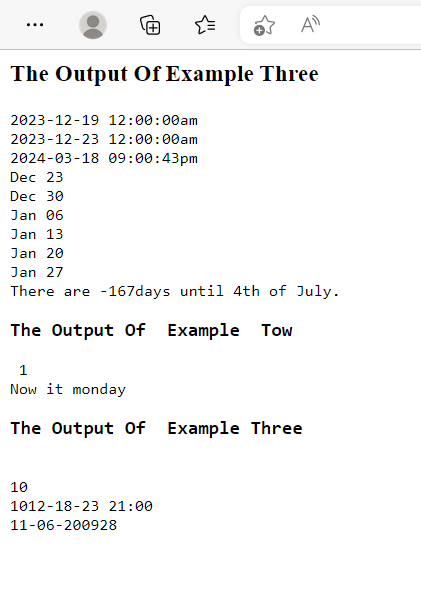 The Output Of Example Three
2023-12-19 12:00:00am
2023-12-23 12:00:00am
2024-03-18 09:00:43pm
Dec 23
Dec 30
Jan 06
Jan 13
Jan 20
Jan 27
There are -167days until 4th of July.
The Output Of  Example  Tow
1
Now it monday
The Output Of  Example Three
10
1012-18-23 21:00
11-06-200928